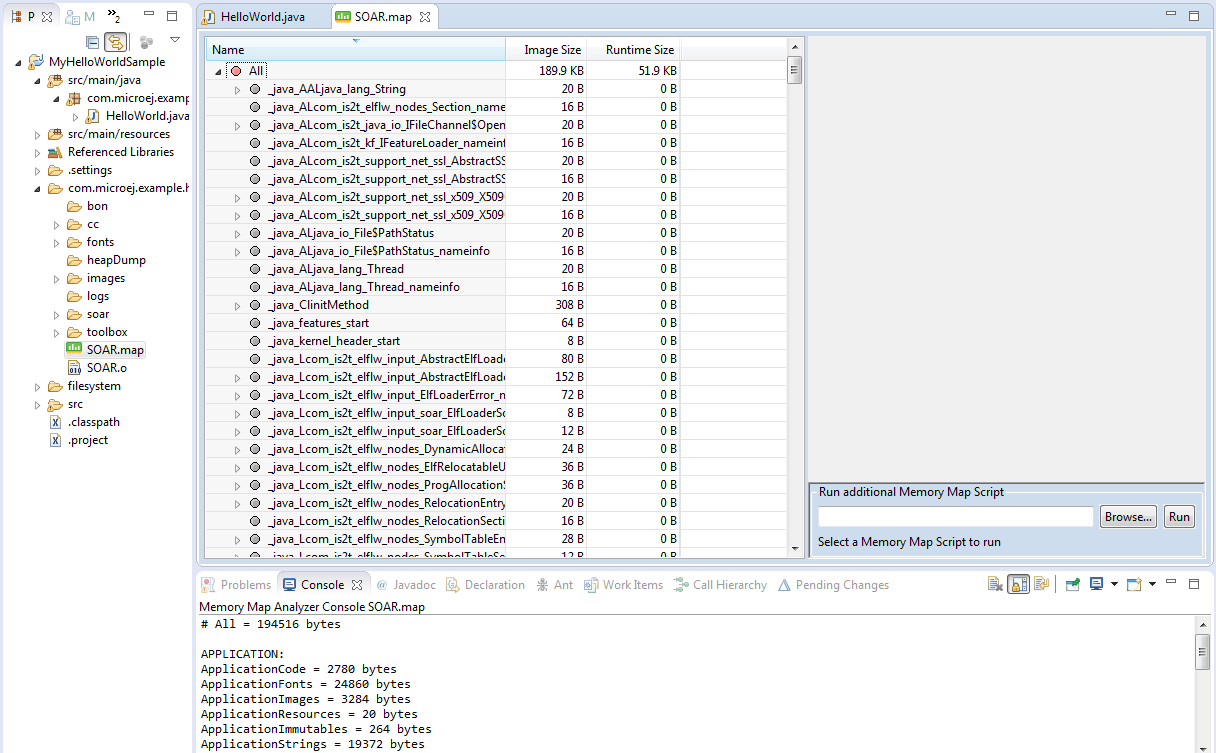 P M 2
MyHelloWorldSample
src/main/java
com.microej.examp
HelloWorld.java
src/main/resources
Referenced Libraries
.settings
com.microej.example.h
bon
cc
fonts
heapDump
images
logs
soar
toolbox
SOAR.map
SOAR.o
filesystem
src
.classpath
.project
HelloWorld.java SOAR.map
Name Image Size Runtime Size
All 189.9 KB 51.9 KB
_java_AALjava_lang_String 20 B 0 B
_java_ALcom_is2t_elflw_nodes_Section_name 16 B 0 B
_java_ALcom_is2t_java_io_IFileChannel$Open 20 B 0 B
_java_ALcom_is2t_kf_IFeatureLoader_nameinf 16 B 0 B
_java_ALcom_is2t_support_net_ssl_AbstractSS 20 B 0 B
_java_ALcom_is2t_support_net_ssl_AbstractSS 16 B 0 B
_java_ALcom_is2t_support_net_ssl_x509_X509 20 B 0 B
_java_ALcom_is2t_support_net_ssl_x509_X509 16 B 0 B
_java_ALjava_io_File$PathStatus 20 B 0 B
_java_ALjava_io_File$PathStatus_nameinfo 16 B 0 B
_java_ALjava_lang_Thread 20 B 0 B
_java_ALjava_lang_Thread_nameinfo 16 B 0 B
_java_ClinitMethod 308 B 0 B
_java_features_start 64 B 0 B
_java_kernel_header_start 8 B 0 B
_java_Lcom_is2t_elflw_input_AbstractElfLoade 80 B 0 B
_java_Lcom_is2t_elflw_input_AbstractElfLoade 152 B 0 B
_java_Lcom_is2t_elflw_input_ElfLoaderError_n 72 B 0 B
_java_Lcom_is2t_elflw_input_soar_ElfLoaderSo 8 B 0 B
_java_Lcom_is2t_elflw_input_soar_ElfLoaderSo 12 B 0 B
_java_Lcom_is2t_elflw_nodes_DynamicAllocat 24 B 0 B
_java_Lcom_is2t_elflw_nodes_ElfRelocatableU 36 B 0 B
_java_Lcom_is2t_elflw_nodes_ProgAllocationS 36 B 0 B
_java_Lcom_is2t_elflw_nodes_RelocationEntry 20 B 0 B
_java_Lcom_is2t_elflw_nodes_RelocationSecti 16 B 0 B
_java_Lcom_is2t_elflw_nodes_SymbolTableEn 28 B 0 B
_java_Lcom_is2t_elflw_nodes_SymbolTableSe 12 B 0 B
Run additional Memory Map Script
Browse... Run
Select a Memory Map Script to run
Problems Console Javadoc Declaration Ant Work Items Call Hierarchy Pending Changes
Memory Map Analyzer Console SOAR.map
# All = 194516 bytes
APPLICATION:
ApplicationCode = 2780 bytes
ApplicationFonts = 24860 bytes
ApplicationImages = 3284 bytes
ApplicationResources = 20 bytes
ApplicationImmutables = 264 bytes
ApplicationStrings = 19372 bytes